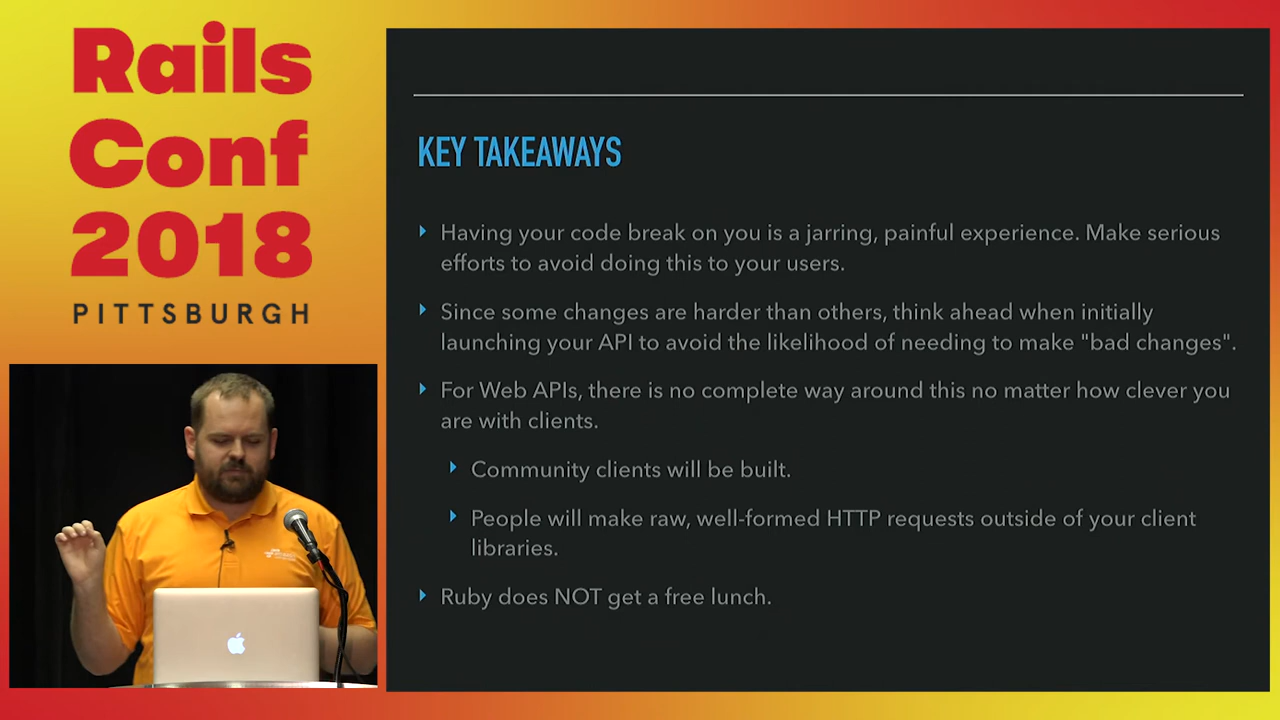 Rails
Conf
2018
PITTSBURGH
KEY TAKEAWAYS
Having your code break on you is a jarring, painful experience. Make serious
efforts to avoid doing this to your users.
Since some changes are harder than others, think ahead when initially
launching your API to avoid the likelihood of needing to make "bad changes".
For Web APIs, there is no complete way around this no matter how clever you
are with clients.
Community clients will be built.
People will make raw, well-formed HTTP requests outside of your client
libraries.
Ruby does NOT get a free lunch.